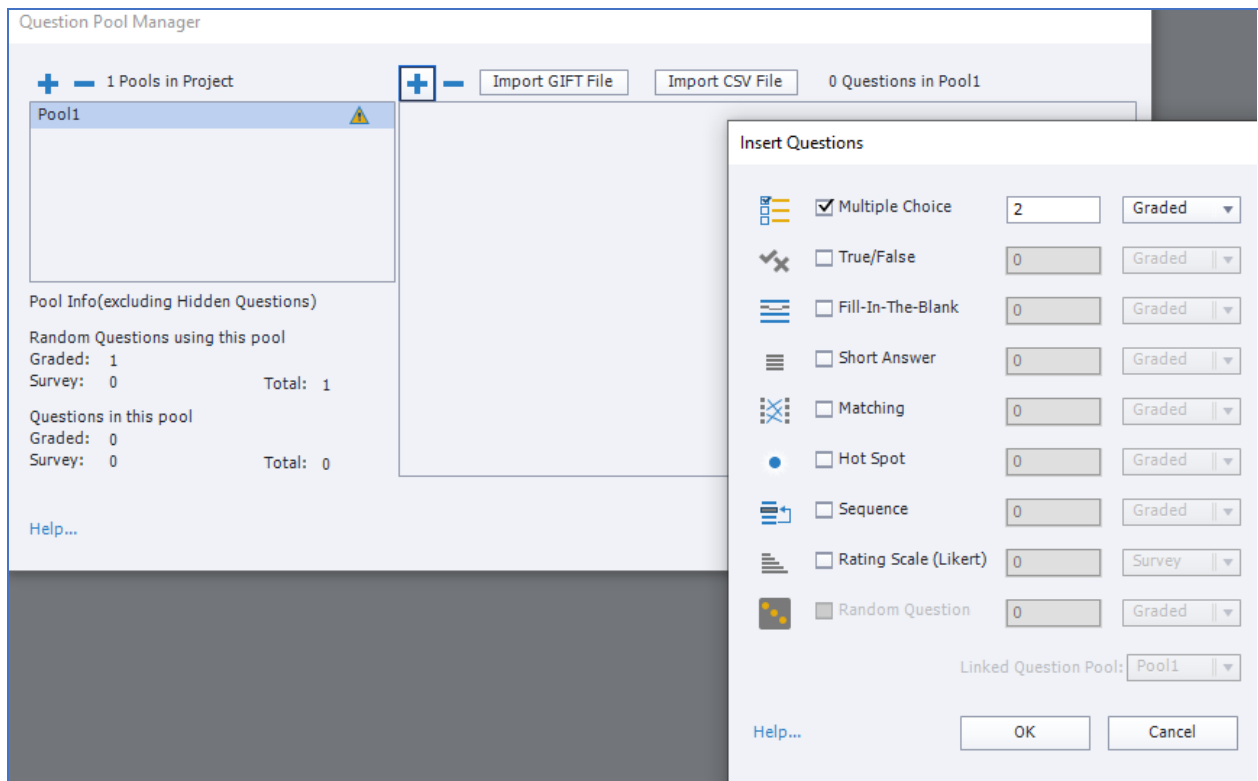 Question Pool Manager
1 Pools in Project
Import GIFT File
Import CSV File
0 Questions in Pool1
Pool1
Pool Info(excluding Hidden Questions)
Random Questions using this pool
Graded: 1
Survey: 0 Total: 1
Questions in this pool
Graded: 0
Survey: 0 Total: 0
Help...
Insert Questions
Multiple Choice 2 Graded
True/False 0 Graded
Fill-In-The-Blank 0 Graded
Short Answer 0 Graded
Matching 0 Graded
Hot Spot 0 Graded
Sequence 0 Graded
Rating Scale (Likert) 0 Survey
Random Question 0 Graded
Linked Question Pool: Pool1
Help... OK Cancel